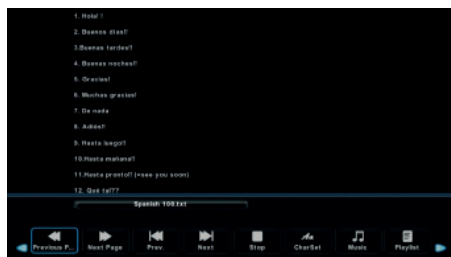 1. Hola! !
2. Buenos días!!
3.Buenas tardes!!
4. Buenas noches!!
5. Gracias!
6. Muchas gracias!
7. De nada
8. Adiós!!
9. Hasta luego!!
10.Hasta mañana!!
11.Hasta pronto!! (=see you soon)
12. Qué tal??
Spanish 100.txt
Previous P... Next Page Prev. Next Stop CharSet Music Playlist